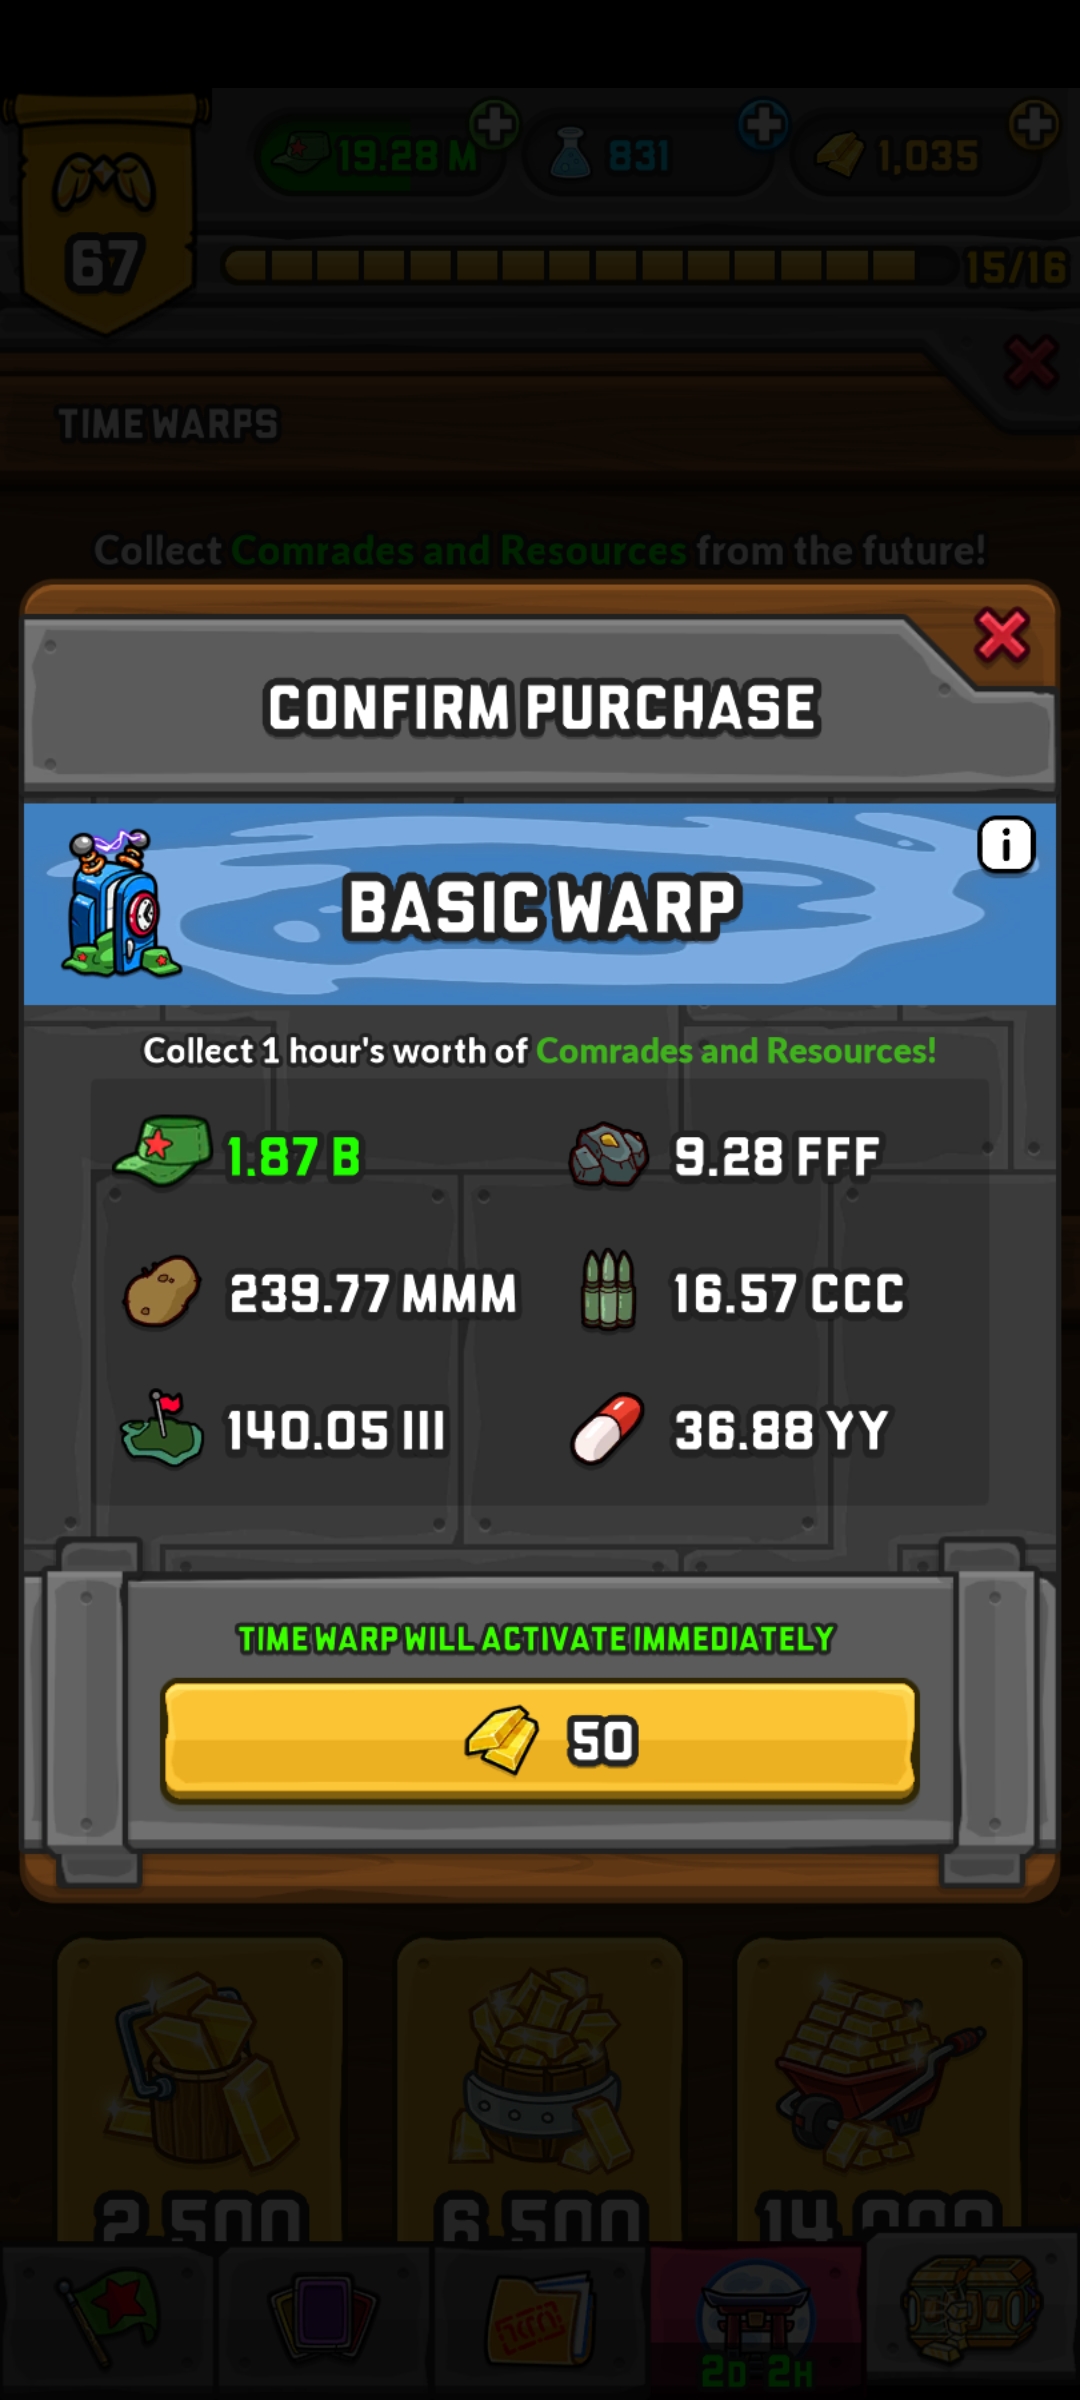 19.28 M
831
1,035
67
15/16
TIME WARPS
Collect Comrades and Resources from the future!
CONFIRM PURCHASE
BASIC WARP
i
Collect 1 hour's worth of Comrades and Resources!
1.87 B
9.28 FFF
239.77 MMM
16.57 CCC
140.05 III
36.88 YY
TIME WARP WILL ACTIVATE IMMEDIATELY
50
2,500
6,500
14,000
2D 2H